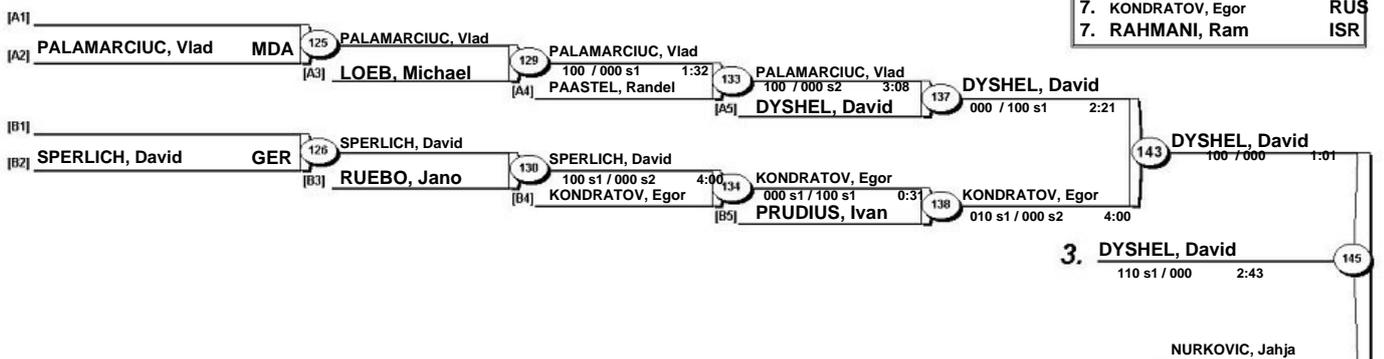 7. KONDRATOV, Egor RUS
7. RAHMANI, Ram ISR
[A1]
[A2] PALAMARCIUC, Vlad MDA
125
PALAMARCIUC, Vlad
[A3] LOEB, Michael
129
PALAMARCIUC, Vlad
100 / 000 s1 1:32
[A4] PAASTEL, Randel
133
PALAMARCIUC, Vlad
100 / 000 s2 3:08
[A5] DYSHEL, David
137
DYSHEL, David
000 / 100 s1 2:21
[B1]
[B2] SPERLICH, David GER
126
SPERLICH, David
[B3] RUEBO, Jano
130
SPERLICH, David
100 s1 / 000 s2 4:00
[B4] KONDRATOV, Egor
134
KONDRATOV, Egor
000 s1 / 100 s1 0:31
[B5] PRUDIUS, Ivan
138
KONDRATOV, Egor
010 s1 / 000 s2 4:00
143
DYSHEL, David
100 / 000 1:01
3. DYSHEL, David
110 s1 / 000 2:43
145
NURKOVIC, Jahja